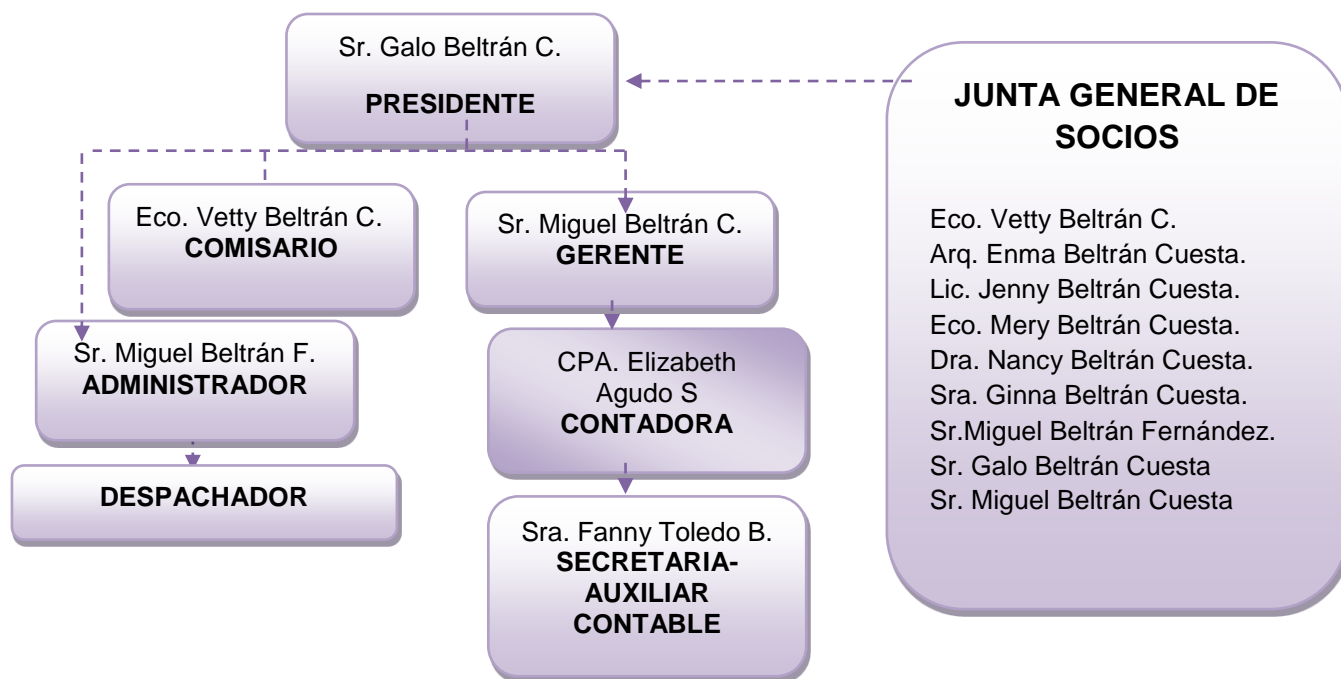 Sr. Galo Beltrán C.
PRESIDENTE
JUNTA GENERAL DE
SOCIOS
Eco. Vetty Beltrán C.
Arq. Enma Beltrán Cuesta.
Lic. Jenny Beltrán Cuesta.
Eco. Mery Beltrán Cuesta.
Dra. Nancy Beltrán Cuesta.
Sra. Ginna Beltrán Cuesta.
Sr.Miguel Beltrán Fernández.
Sr. Galo Beltrán Cuesta
Sr. Miguel Beltrán Cuesta
Eco. Vetty Beltrán C.
COMISARIO
Sr. Miguel Beltrán C.
GERENTE
Sr. Miguel Beltrán F.
ADMINISTRADOR
CPA. Elizabeth
Agudo S
CONTADORA
DESPACHADOR
Sra. Fanny Toledo B.
SECRETARIA-
AUXILIAR
CONTABLE